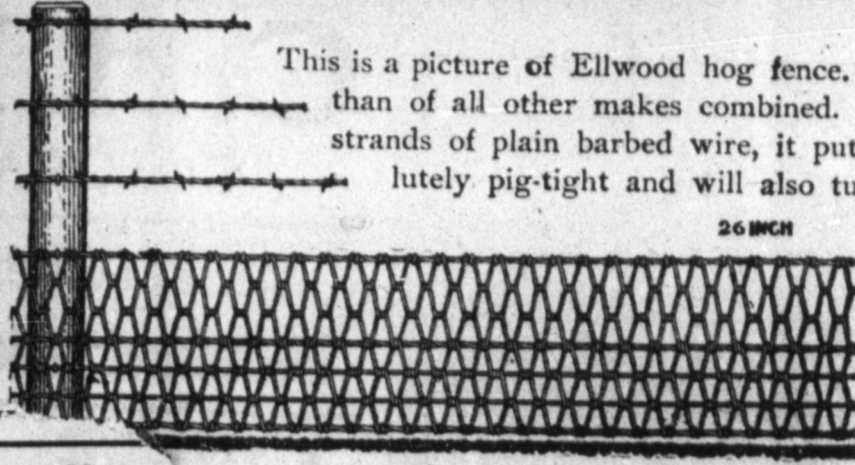 This is a picture of Ellwood hog fence.
than of all other makes combined.
strands of plain barbed wire, it put
lutely pig-tight and will also tu
26 INCH